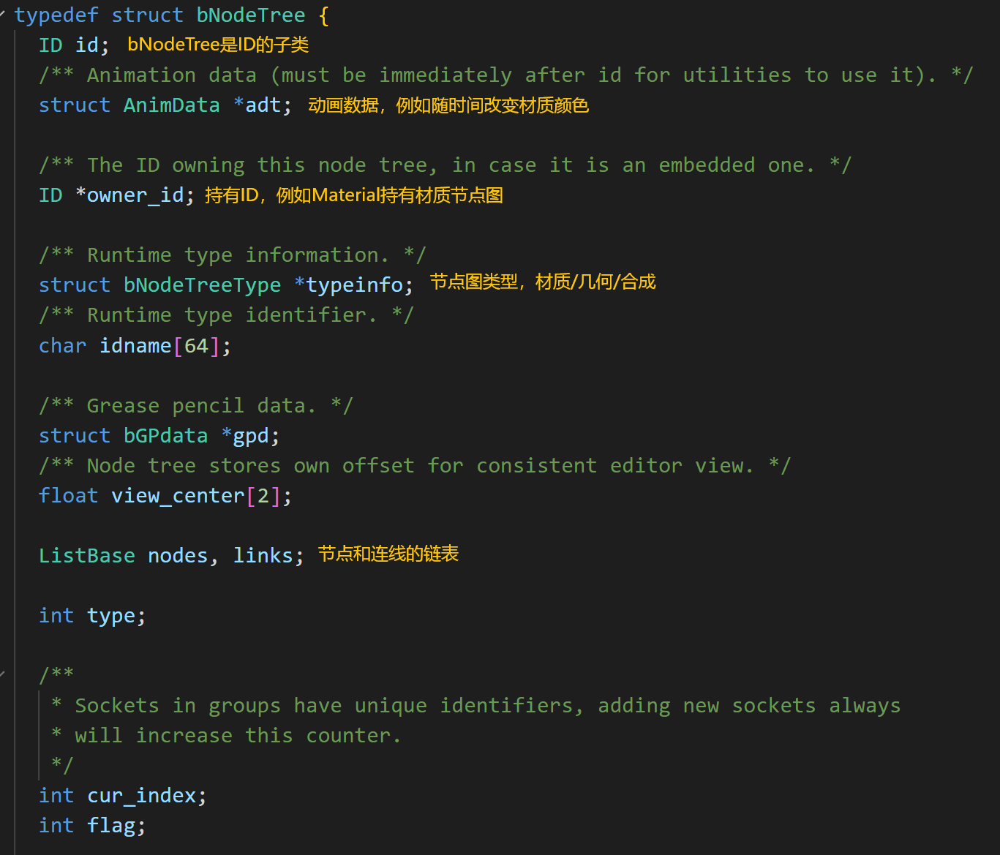 typedef struct bNodeTree {
ID id; bNodeTree是ID的子类
/** Animation data (must be immediately after id for utilities to use it). */
struct AnimData *adt; 动画数据，例如随时间改变材质颜色
/** The ID owning this node tree, in case it is an embedded one. */
ID *owner_id; 持有ID，例如Material持有材质节点图
/** Runtime type information. */
struct bNodeTreeType *typeinfo; 节点图类型，材质/几何/合成
/** Runtime type identifier. */
char idname[64];
/** Grease pencil data. */
struct bGPdata *gpd;
/** Node tree stores own offset for consistent editor view. */
float view_center[2];
ListBase nodes, links; 节点和连线的链表
int type;
/**
* Sockets in groups have unique identifiers, adding new sockets always
* will increase this counter.
*/
int cur_index;
int flag;